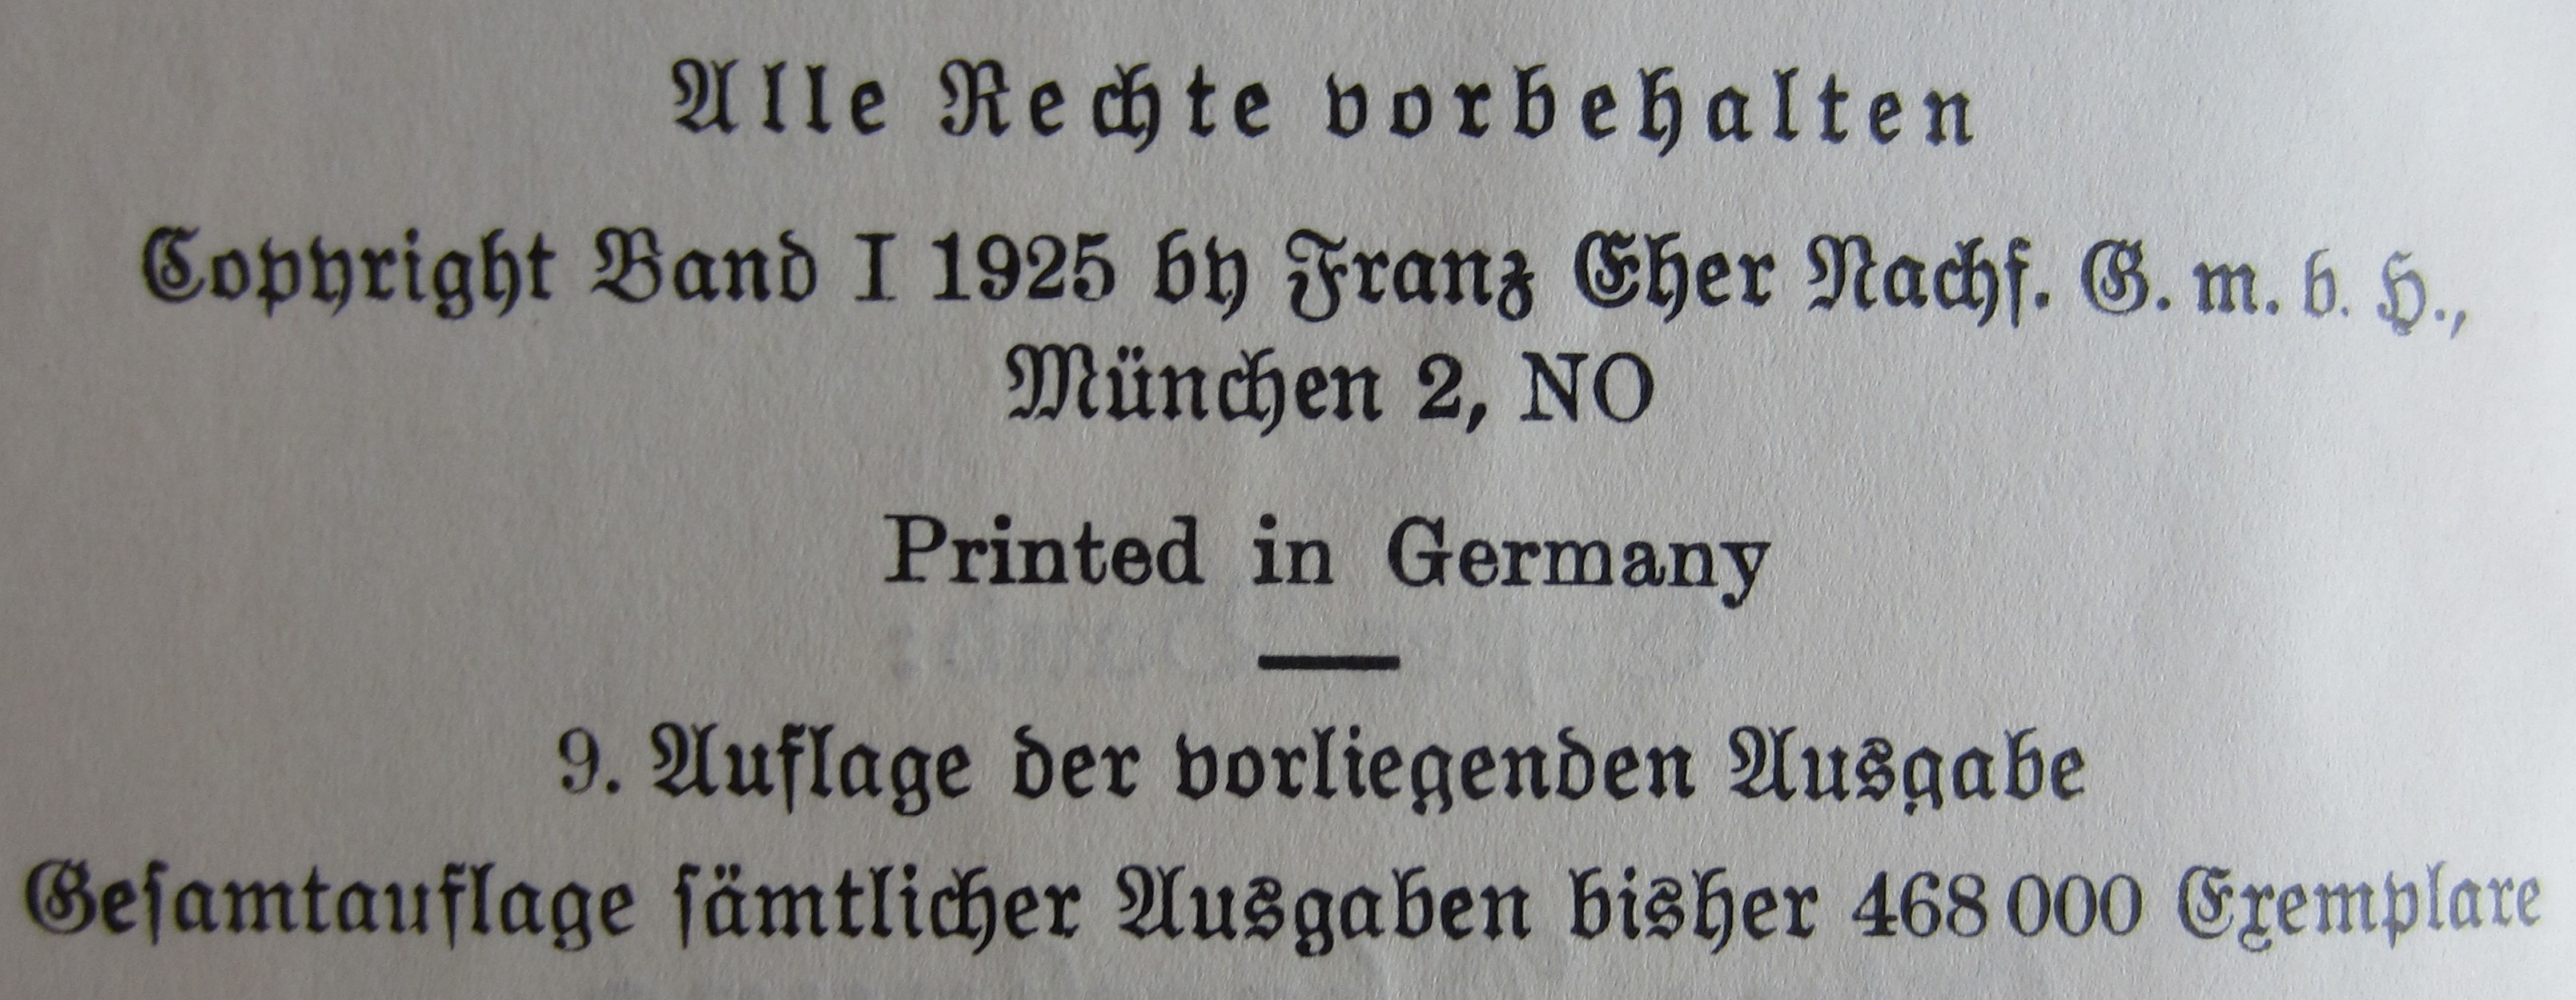 Alle Rechte vorbehalten
Copyright Band I 1925 by Franz Eher Nachf. G. m. b. H.,
München 2, NO
Printed in Germany
9. Auflage der vorliegenden Ausgabe
Geſamtauflage ſämtlicher Ausgaben bisher 468 000 Exemplare